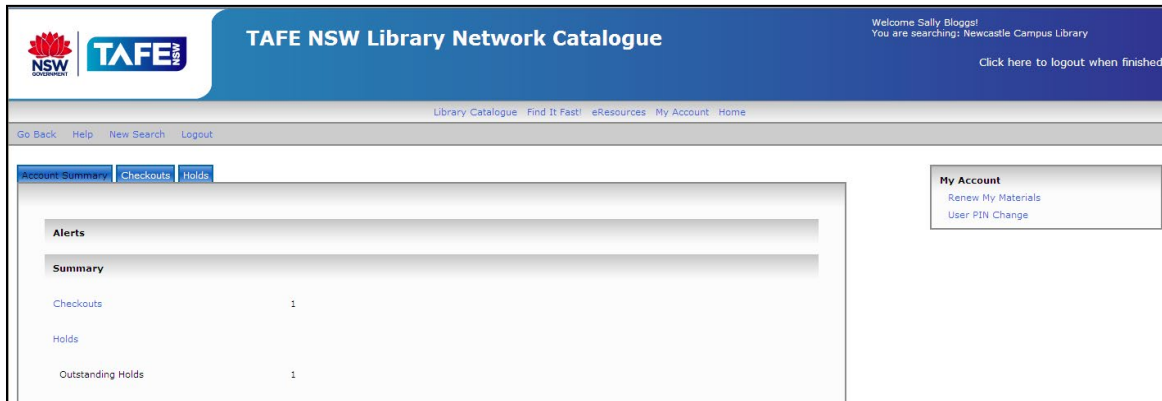 NSW
GOVERNMENT
TAFE NSW
TAFE NSW Library Network Catalogue
Welcome Sally Bloggs!
You are searching: Newcastle Campus Library
Click here to logout when finished
Library Catalogue Find It Fast! eResources My Account Home
Go Back Help New Search Logout
Account Summary Checkouts Holds
My Account
Renew My Materials
User PIN Change
Alerts
Summary
Checkouts 1
Holds
Outstanding Holds 1